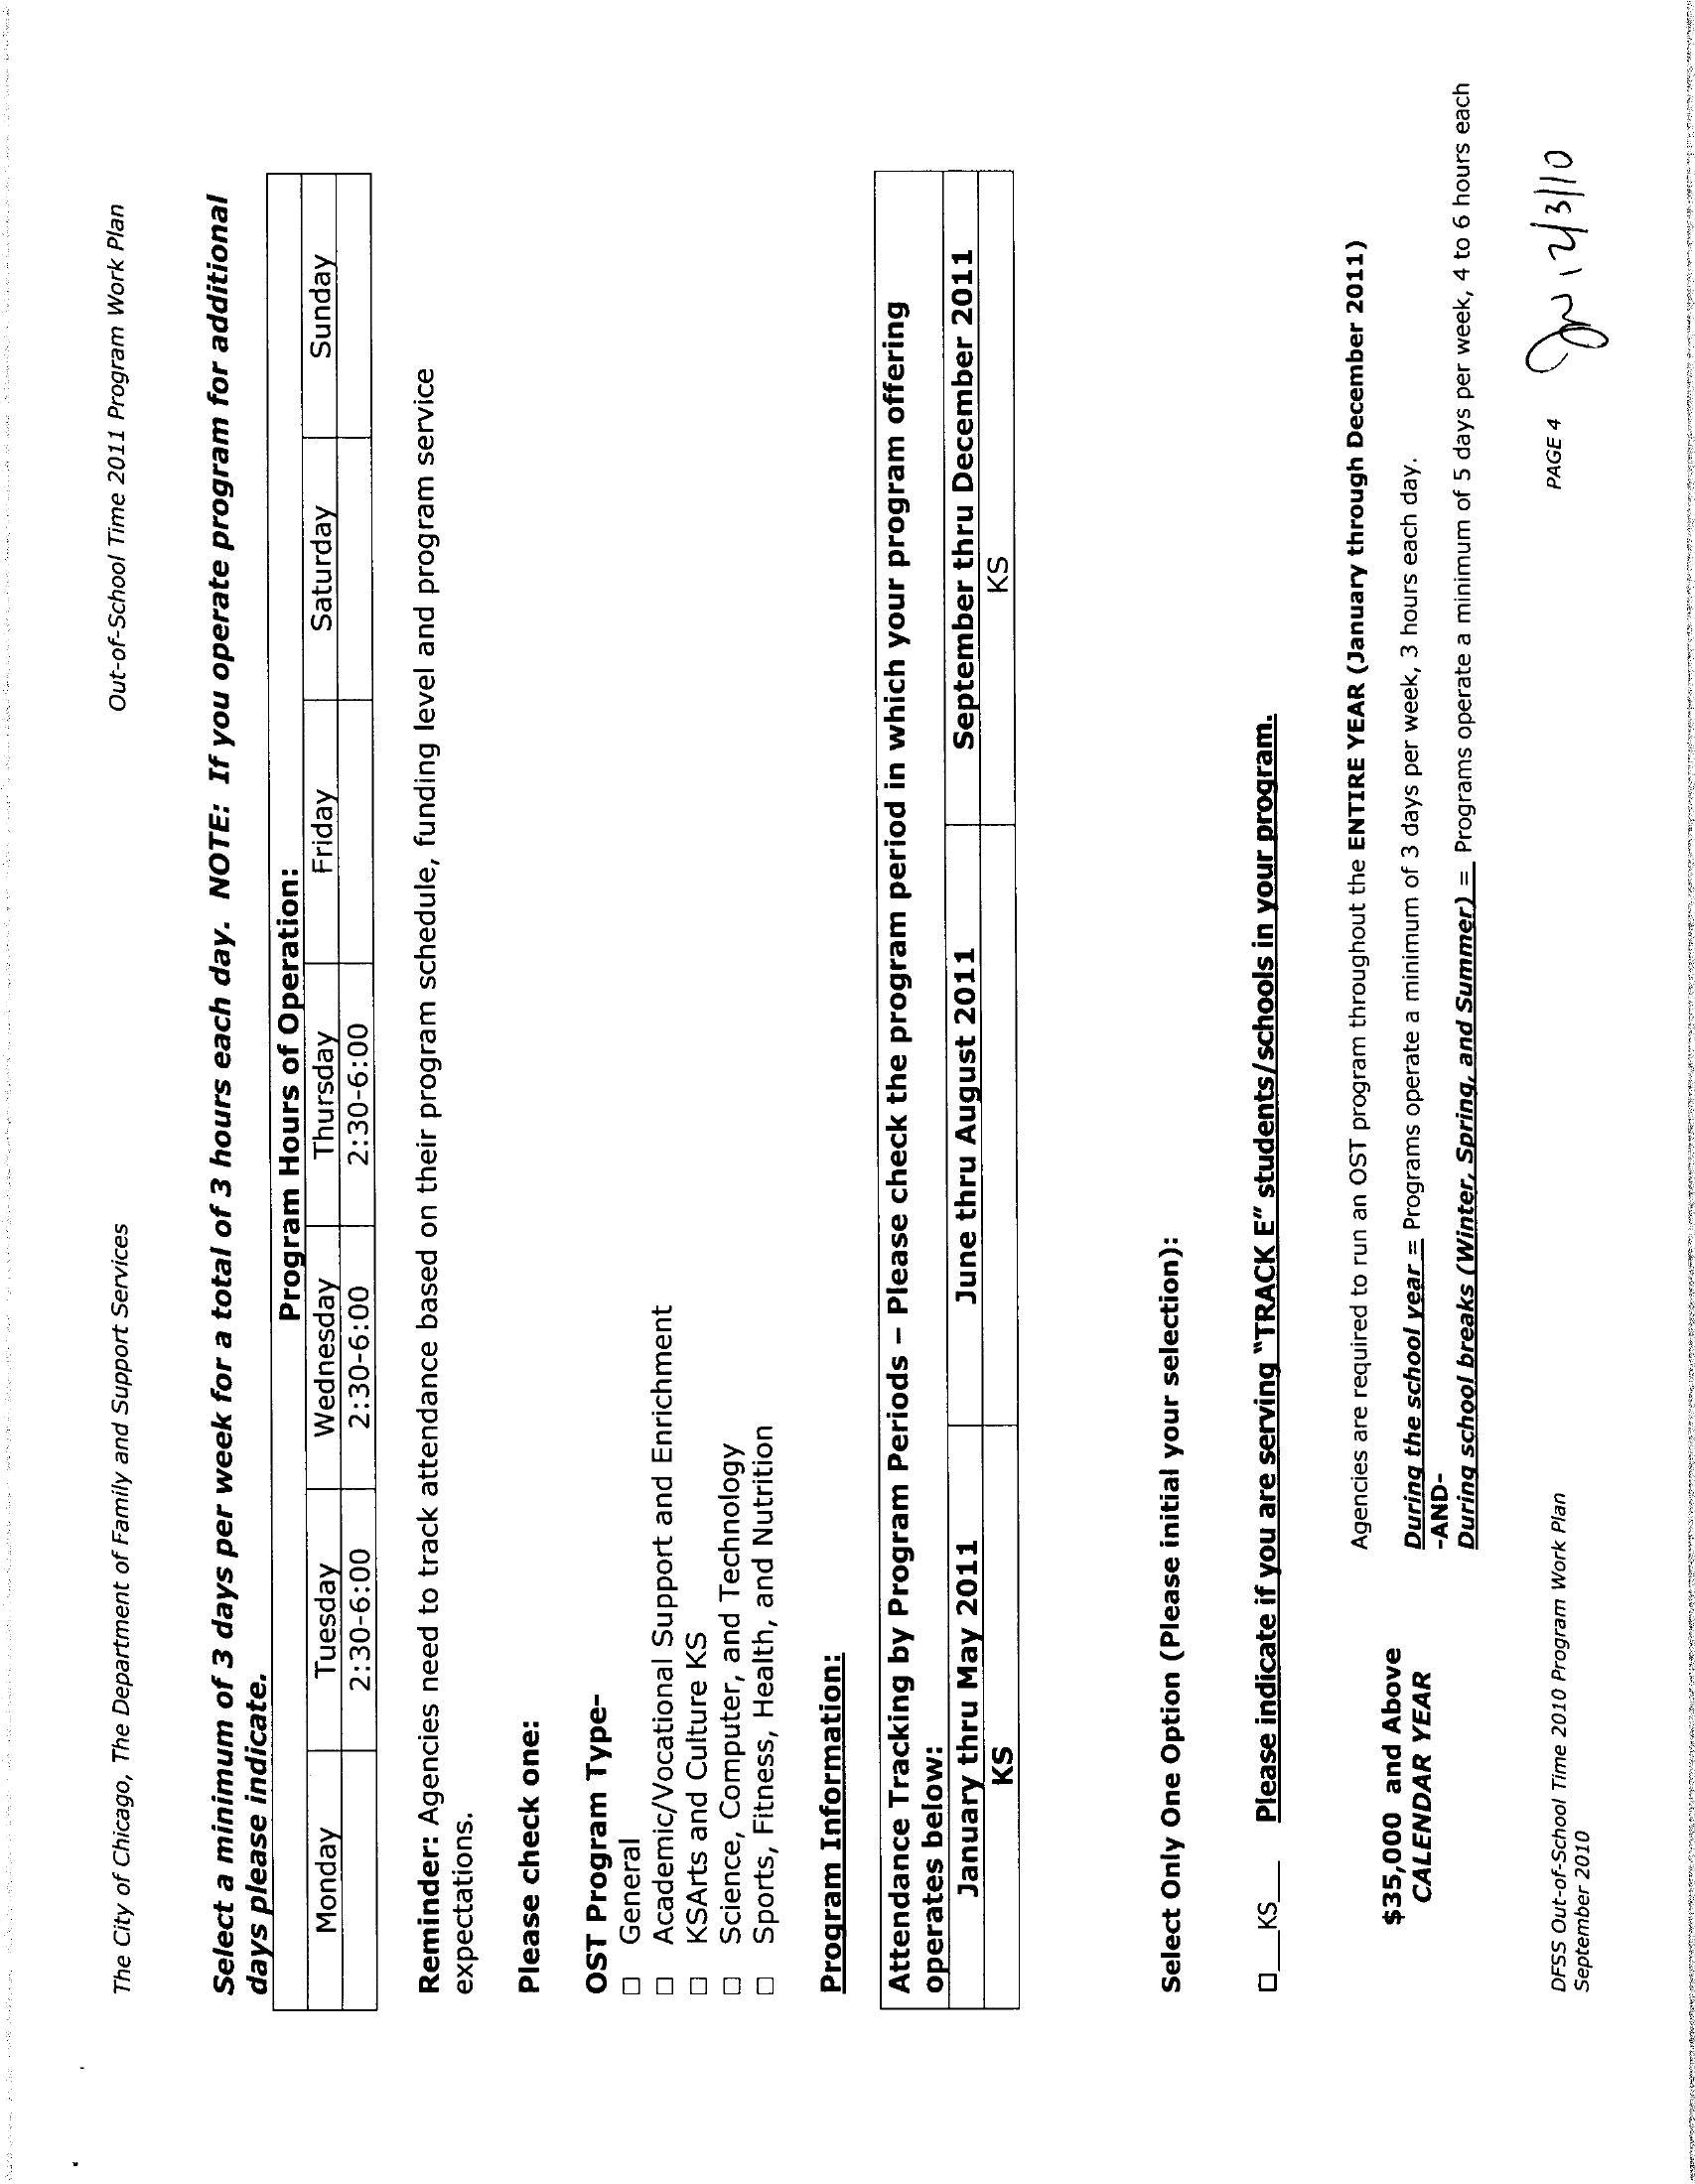 The City of Chicago, The Department of Family and Support Services Out-of-School Time 2011 Program Work Plan
Select a minimum of 3 days per week for a total of 3 hours each day. NOTE: If you operate program for additional
days please indicate.
Program Hours of Operation:
Monday Tuesday Wednesday Thursday Friday Saturday Sunday
2:30-6:00 2:30-6:00 2:30-6:00
Reminder: Agencies need to track attendance based on their program schedule, funding level and program service
expectations.
Please check one:
OST Program Type-
□ General
□ Academic/Vocational Support and Enrichment
□ KSArts and Culture KS
□ Science, Computer, and Technology
□ Sports, Fitness, Health, and Nutrition
Program Information:
Attendance Tracking by Program Periods – Please check the program period in which your program offering
operates below:
January thru May 2011 June thru August 2011 September thru December 2011
KS KS
Select Only One Option (Please initial your selection):
□__KS__ Please indicate if you are serving "TRACK E" students/schools in your program.
Agencies are required to run an OST program throughout the ENTIRE YEAR (January through December 2011)
$35,000 and Above
CALENDAR YEAR
During the school year = Programs operate a minimum of 3 days per week, 3 hours each day.
-AND-
During school breaks (Winter, Spring, and Summer) = Programs operate a minimum of 5 days per week, 4 to 6 hours each
DFSS Out-of-School Time 2010 Program Work Plan
September 2010
PAGE 4
12/3/10